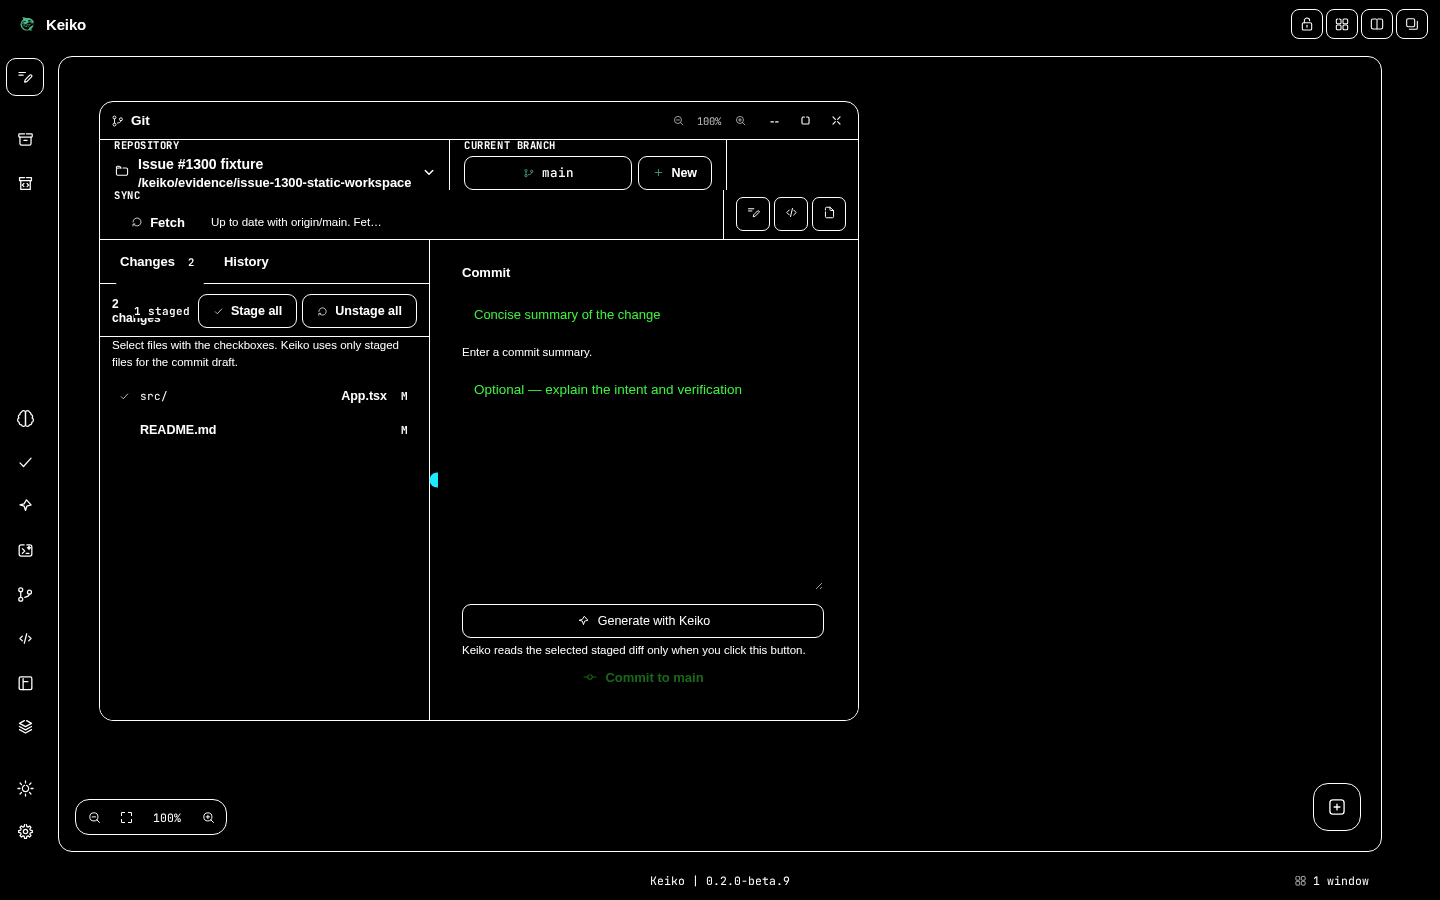 Keiko
Git
100%
REPOSITORY
Issue #1300 fixture
/keiko/evidence/issue-1300-static-workspace
CURRENT BRANCH
main
New
SYNC
Fetch
Up to date with origin/main. Fet…
Changes 2
History
2 changes
1 staged
Stage all
Unstage all
Select files with the checkboxes. Keiko uses only staged
files for the commit draft.
src/ App.tsx M
README.md M
Commit
Concise summary of the change
Enter a commit summary.
Optional — explain the intent and verification
Generate with Keiko
Keiko reads the selected staged diff only when you click this button.
Commit to main
100%
Keiko | 0.2.0-beta.9
1 window